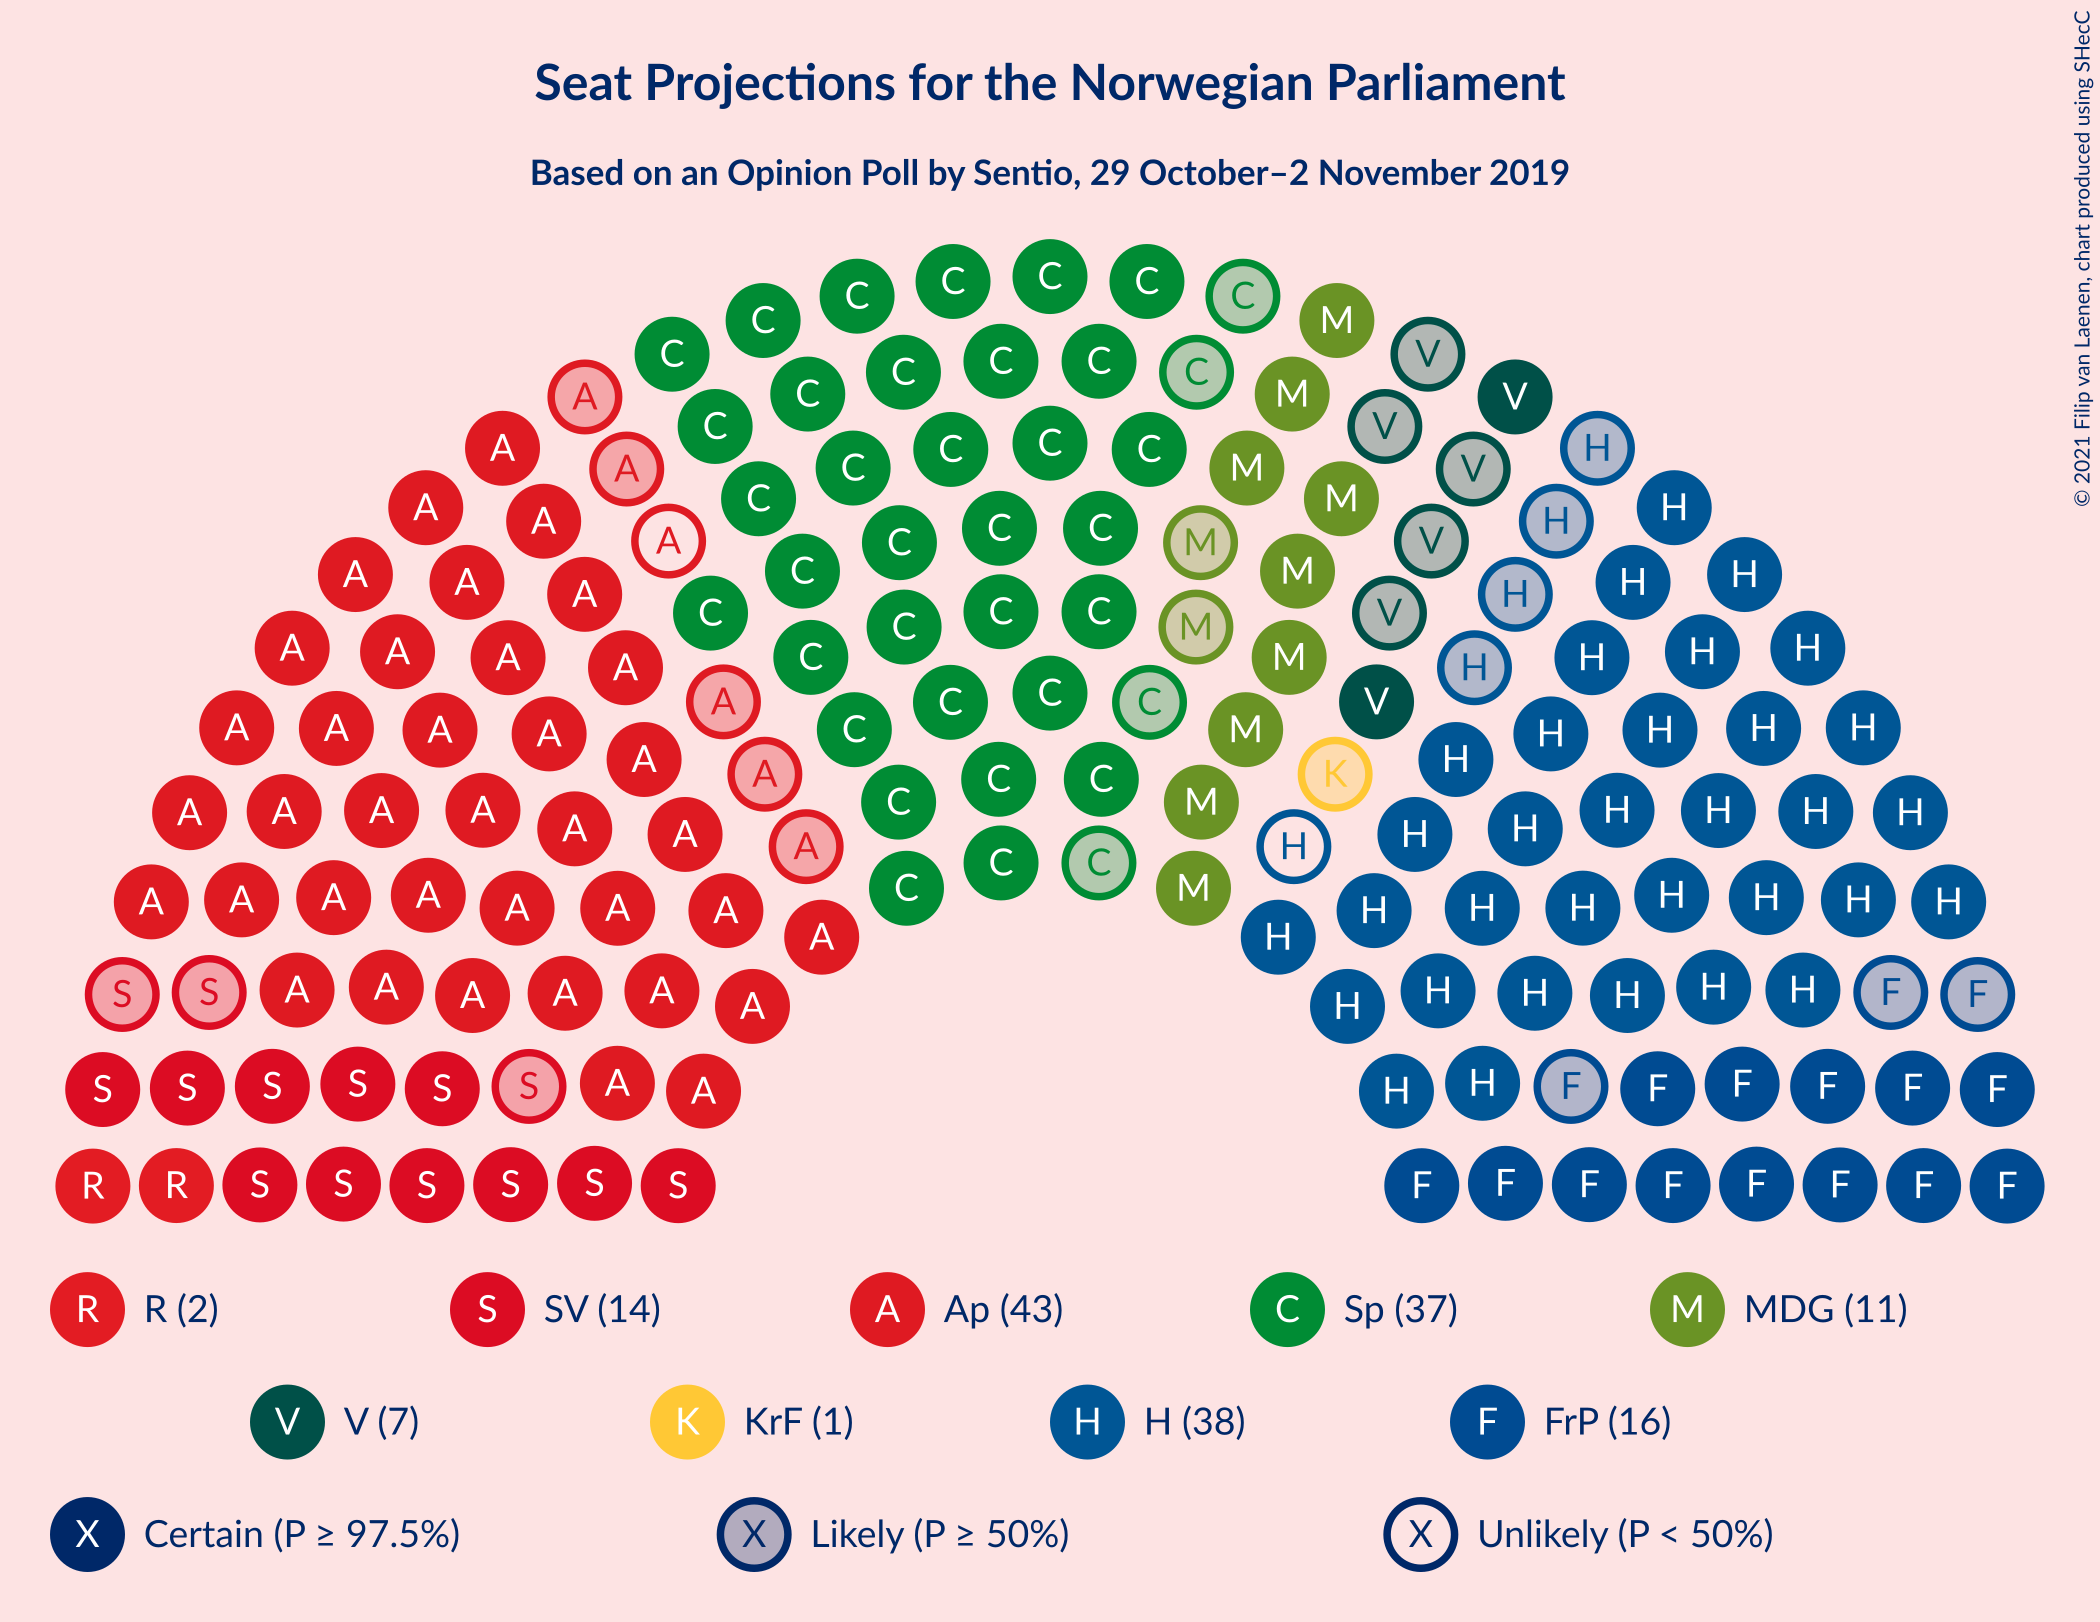 © 2021 Filip van Laenen, chart produced using SHecC
Seat Projections for the Norwegian Parliament
Based on an Opinion Poll by Sentio, 29 October–2 November 2019
C C C C C
C M
C C C C C V
A C M V
A C C C C V H
A C M V
A C M H
A A C C C M V H
A A A C M H H H
C C C C M V
A A A A C M H H H H
A C C C V
A A A A C M H H H H
A A C C K H
A A A A A A C M H H H H H H
A C C H
A A A A A A A A C M H H H H H H H H
S S A A A A A A H H H H H H F F
S S S S S S A A H H F F F F F F
R R S S S S S S F F F F F F F F
R R (2) S SV (14) A Ap (43) C Sp (37) M MDG (11)
V V (7) K KrF (1) H H (38) F FrP (16)
X Certain (P ≥ 97.5%) X Likely (P ≥ 50%) X Unlikely (P < 50%)